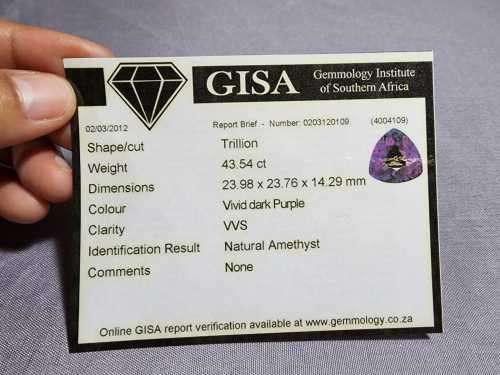 GISA
Gemmology Institute
of Southern Africa
02/03/2012
Report Brief - Number: 0203120109 (4004109)
Shape/cut Trillion
Weight 43.54 ct
Dimensions 23.98 x 23.76 x 14.29 mm
Colour Vivid dark Purple
Clarity VVS
Identification Result Natural Amethyst
Comments None
Online GISA report verification available at www.gemmology.co.za